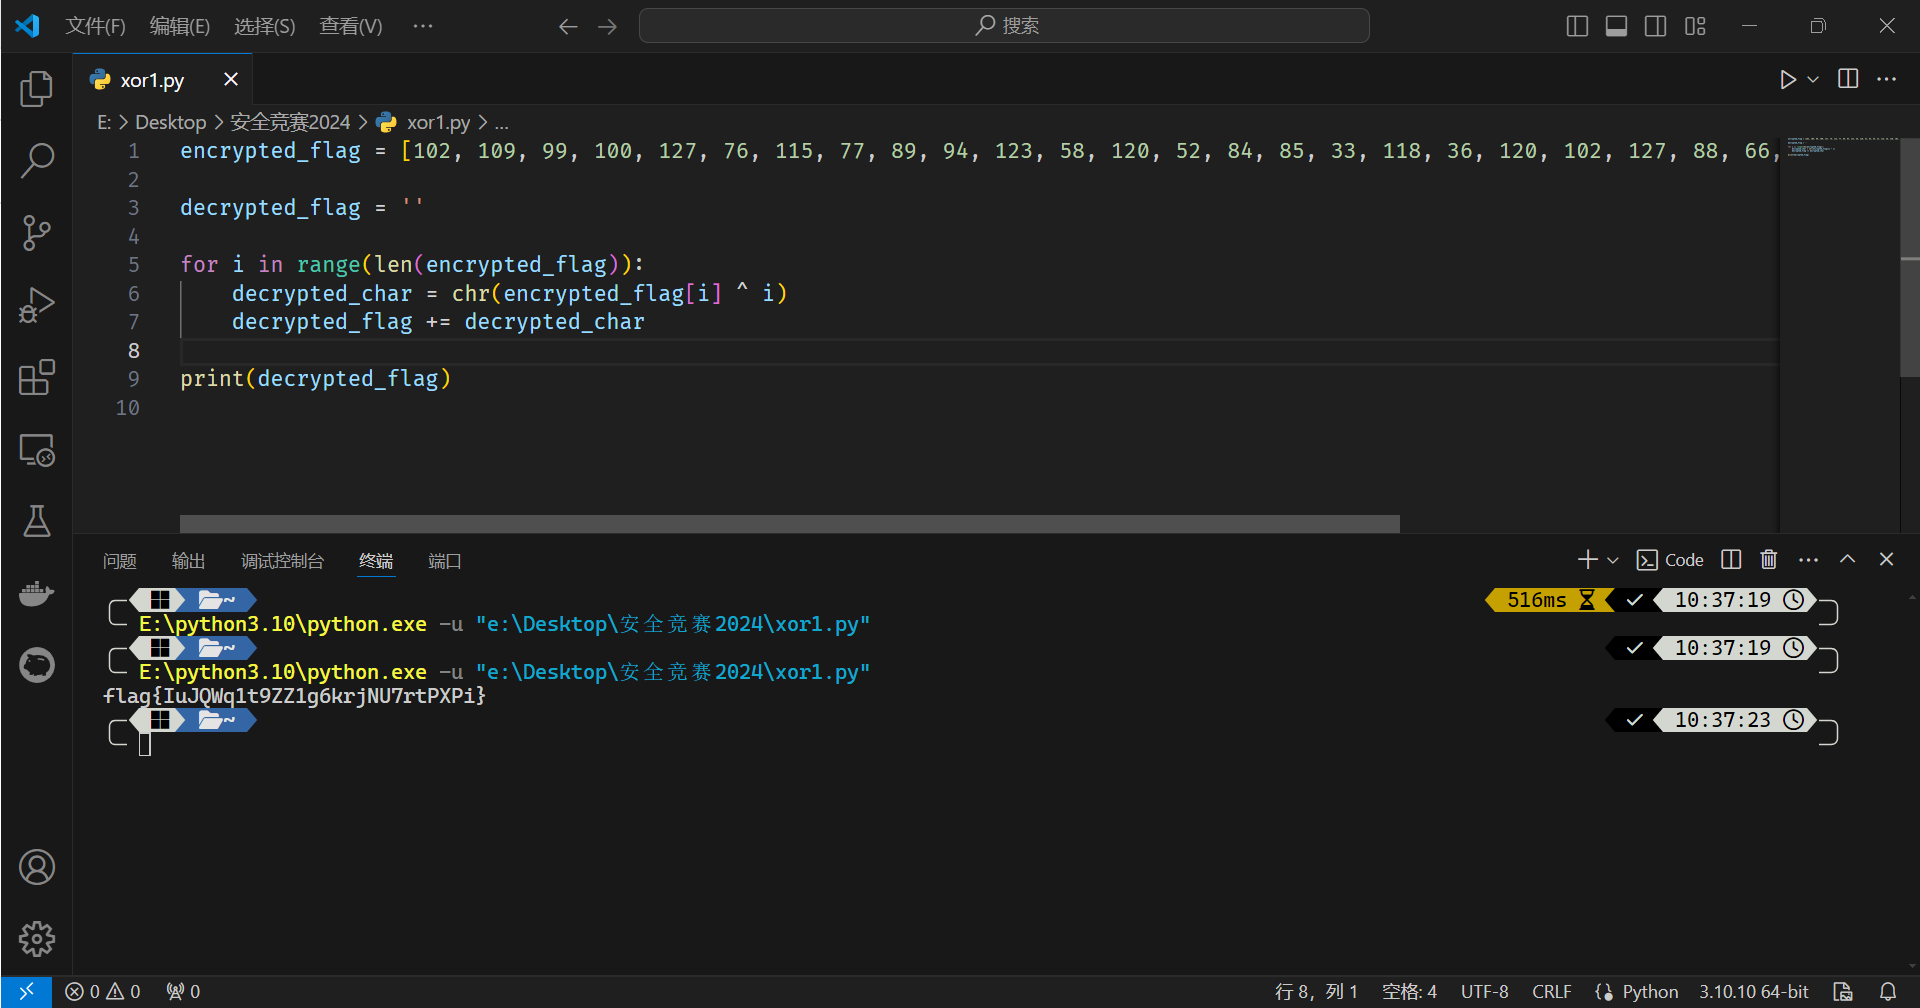 文件(F) 编辑(E) 选择(S) 查看(V) ··· 搜索
xor1.py
E: > Desktop > 安全竞赛2024 > xor1.py > ...
1 encrypted_flag = [102, 109, 99, 100, 127, 76, 115, 77, 89, 94, 123, 58, 120, 52, 84, 85, 33, 118, 36, 120, 102, 127, 88, 66,
2
3 decrypted_flag = ''
4
5 for i in range(len(encrypted_flag)):
6 decrypted_char = chr(encrypted_flag[i] ^ i)
7 decrypted_flag += decrypted_char
8
9 print(decrypted_flag)
10
问题 输出 调试控制台 终端 端口 Code
~ 516ms 10:37:19
E:\python3.10\python.exe -u "e:\Desktop\安全竞赛2024\xor1.py"
~ 10:37:19
E:\python3.10\python.exe -u "e:\Desktop\安全竞赛2024\xor1.py"
flag{IuJQWq1t9ZZ1g6krjNU7rtPXPi}
~ 10:37:23
0 0 0 行 8，列 1 空格: 4 UTF-8 CRLF Python 3.10.10 64-bit